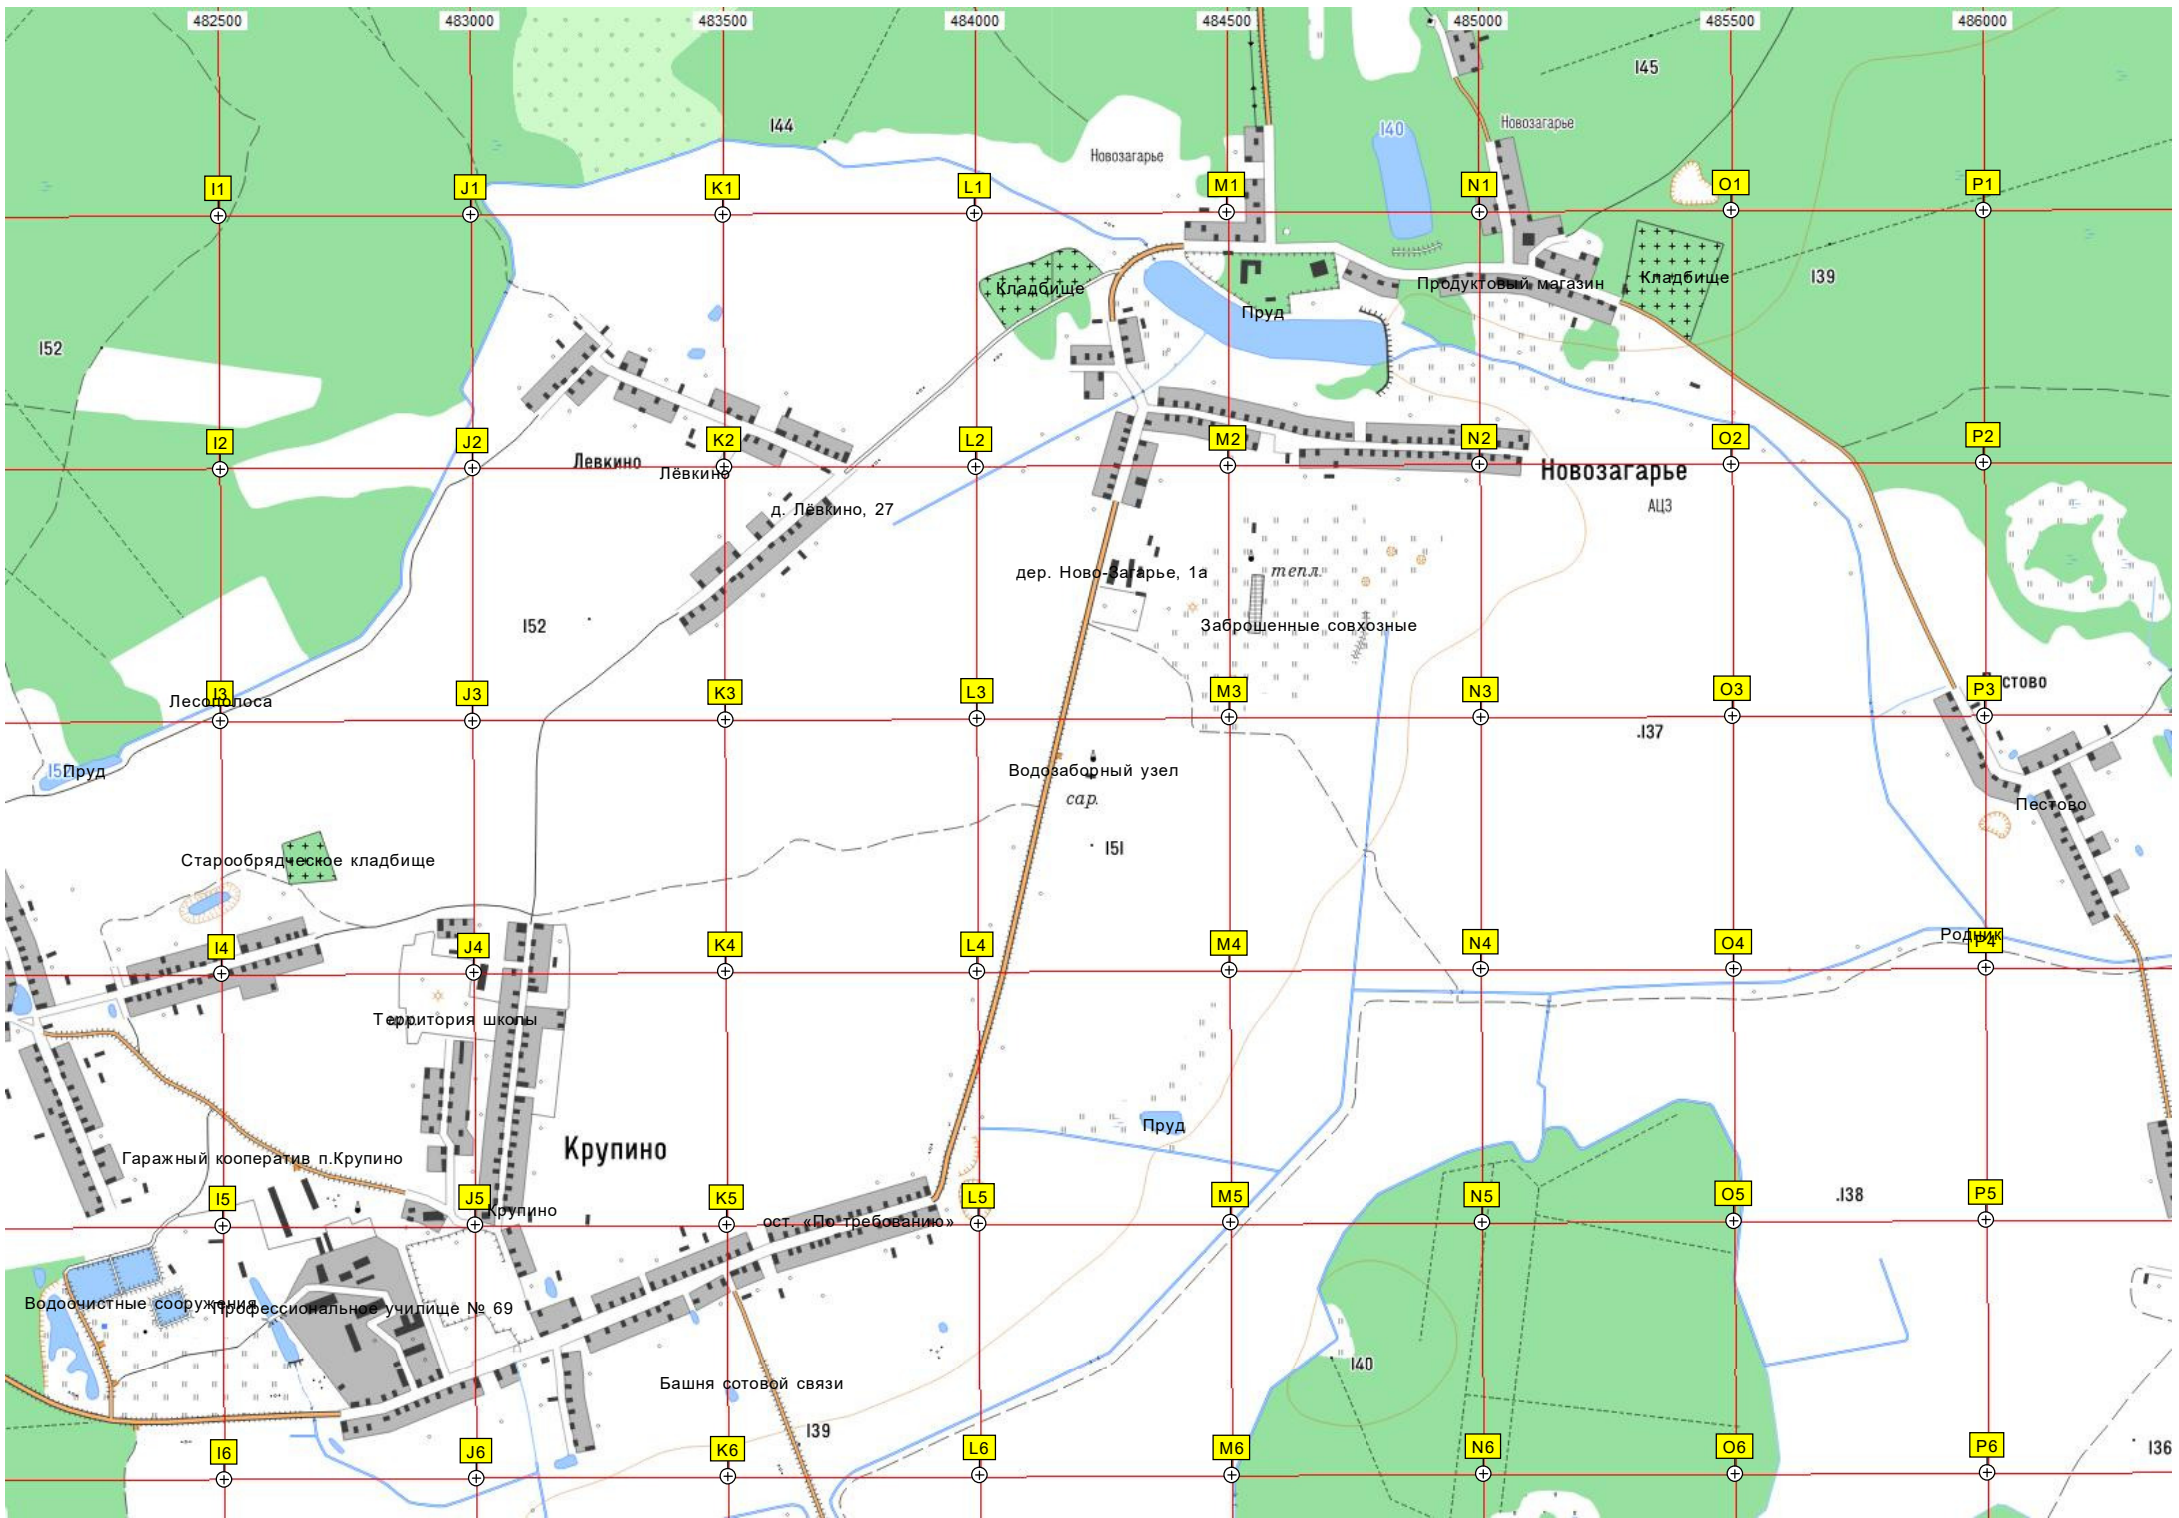 482500 483000 483500 484000 484500 485000 485500 486000
145
144
140
Новозагарье
Новозагарье
I1 J1 K1 L1 M1 N1 O1 P1
Кладбище
Продуктовый магазин
Кладбище
139
Пруд
152
I2 J2 K2 L2 M2 N2 O2 P2
Левкино
Лёвкино
Новозагарье
д. Лёвкино, 27
АЦЗ
дер. Ново-Загарье, 1а
тепл.
152
Заброшенные совхозные
I3 J3 K3 L3 M3 N3 O3 P3
Лесополоса
стово
.137
Пруд
Водозаборный узел
сар.
Пестово
151
Старообрядческое кладбище
Родник
I4 J4 K4 L4 M4 N4 O4 P4
Территория школы
Пруд
Крупино
Гаражный кооператив п.Крупино
I5 J5 K5 L5 M5 N5 O5 P5
.138
Крупино
ост. «По требованию»
Водоочистные сооружения
Профессиональное училище № 69
140
Башня сотовой связи
139
I6 J6 K6 L6 M6 N6 O6 P6
136